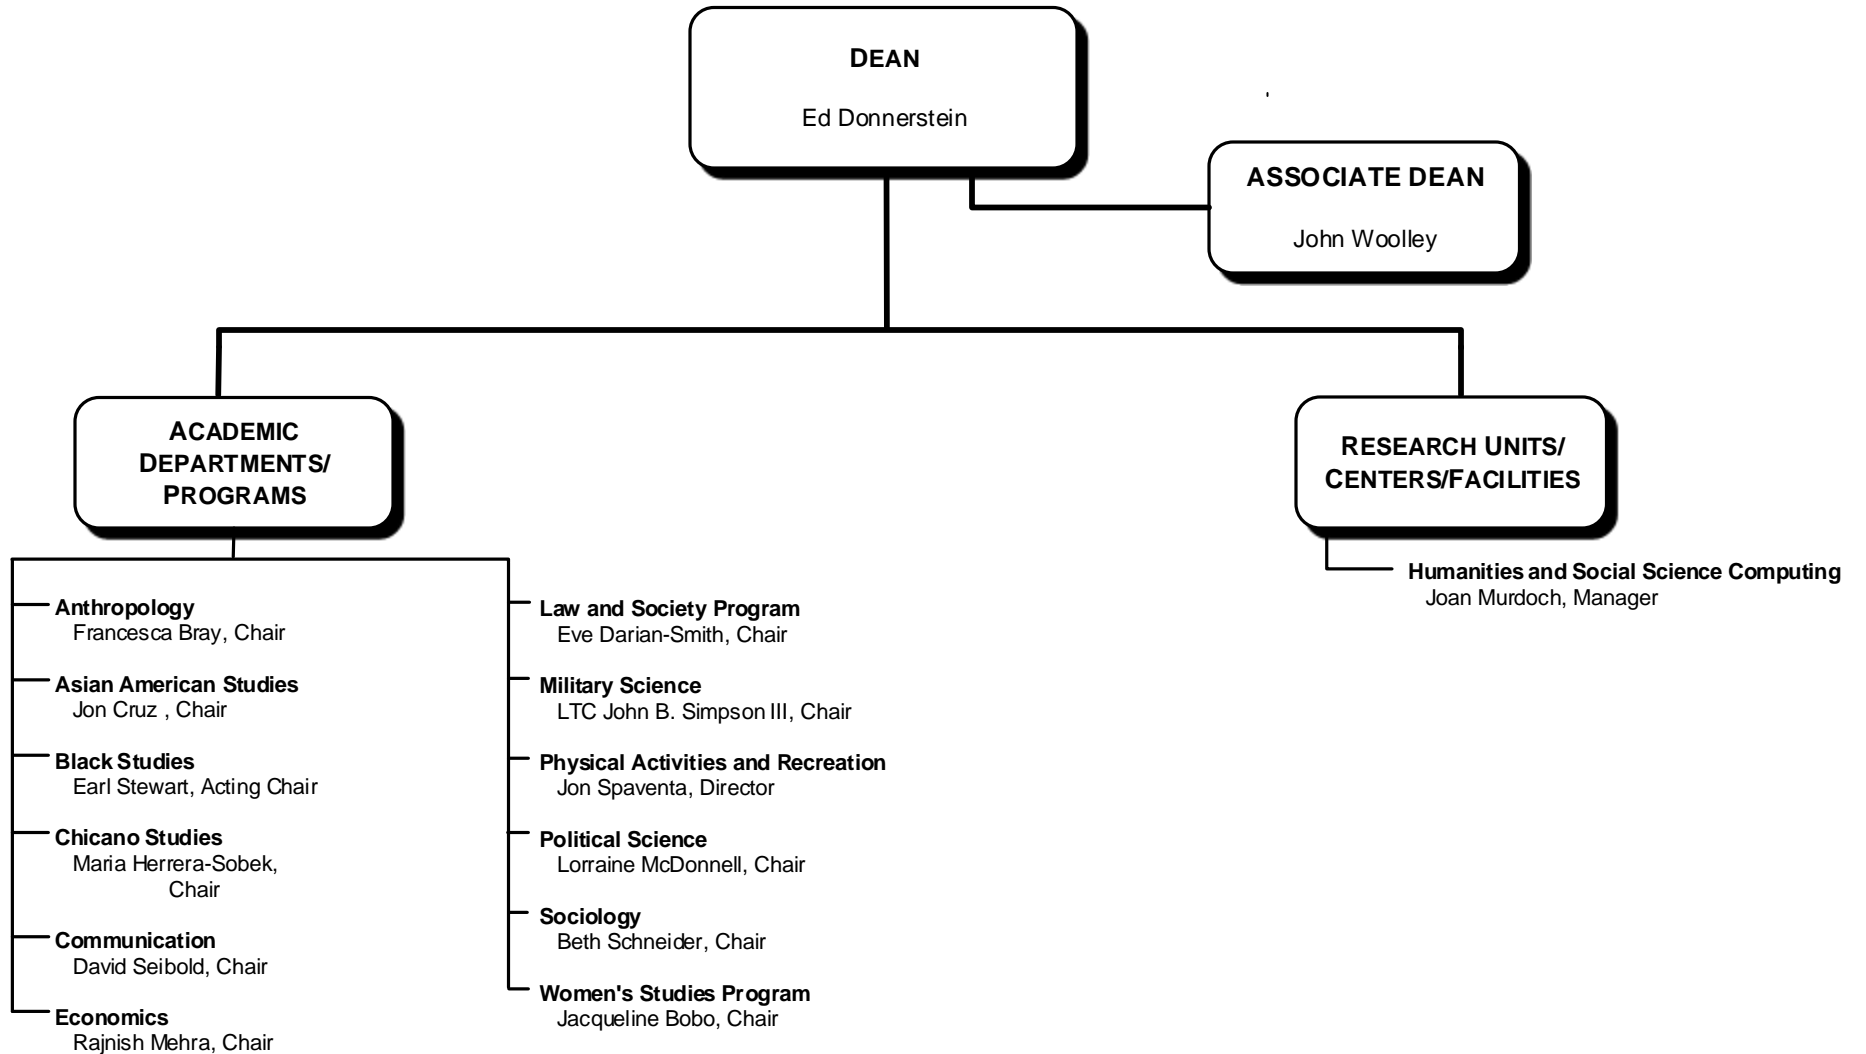 DEAN
Ed Donnerstein
ASSOCIATE DEAN
John Woolley
ACADEMIC
DEPARTMENTS/
PROGRAMS
RESEARCH UNITS/
CENTERS/FACILITIES
Anthropology
Francesca Bray, Chair
Asian American Studies
Jon Cruz , Chair
Black Studies
Earl Stewart, Acting Chair
Chicano Studies
Maria Herrera-Sobek,
Chair
Communication
David Seibold, Chair
Economics
Rajnish Mehra, Chair
Law and Society Program
Eve Darian-Smith, Chair
Military Science
LTC John B. Simpson III, Chair
Physical Activities and Recreation
Jon Spaventa, Director
Political Science
Lorraine McDonnell, Chair
Sociology
Beth Schneider, Chair
Women's Studies Program
Jacqueline Bobo, Chair
Humanities and Social Science Computing
Joan Murdoch, Manager